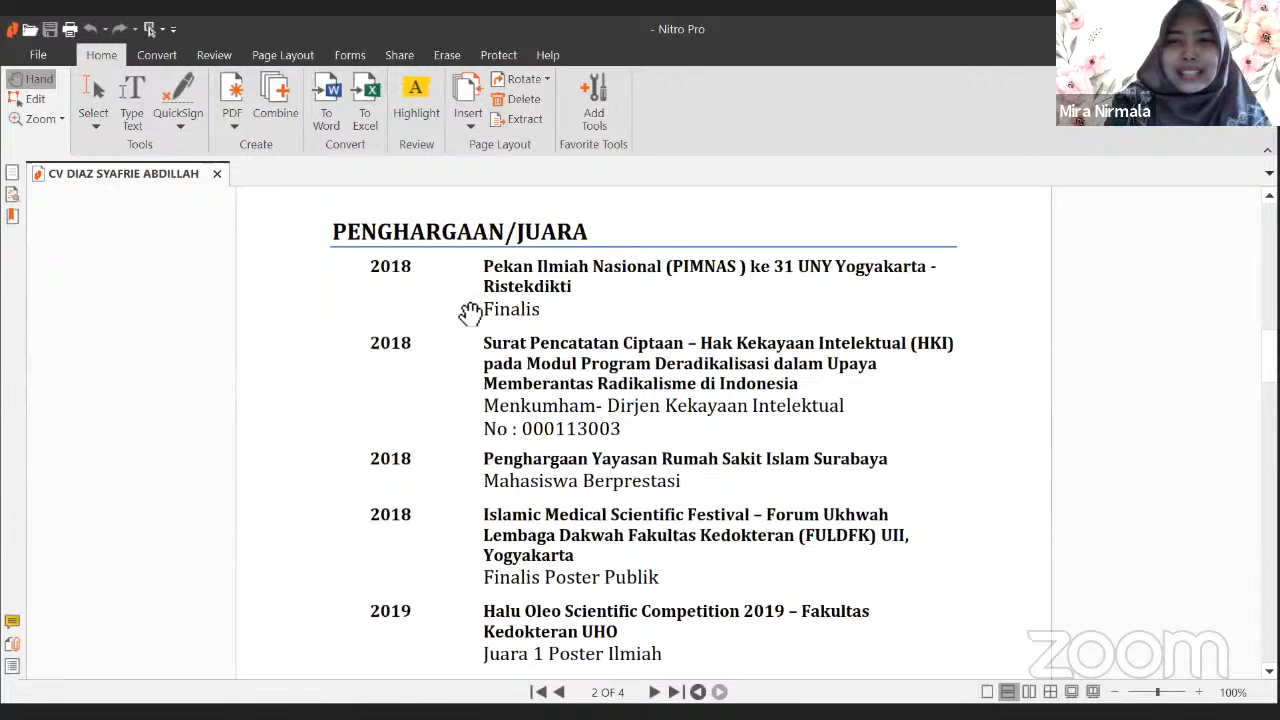 - Nitro Pro
File Home Convert Review Page Layout Forms Share Erase Protect Help
Hand
Edit
Zoom
Select
Type Text
QuickSign
Tools
PDF
Combine
Create
To Word
To Excel
Convert
Highlight
Review
Insert
Rotate
Delete
Extract
Page Layout
Add Tools
Favorite Tools
Mira Nirmala
CV DIAZ SYAFRIE ABDILLAH
PENGHARGAAN/JUARA
2018 Pekan Ilmiah Nasional (PIMNAS ) ke 31 UNY Yogyakarta -
Ristekdikti
Finalis
2018 Surat Pencatatan Ciptaan – Hak Kekayaan Intelektual (HKI)
pada Modul Program Deradikalisasi dalam Upaya
Memberantas Radikalisme di Indonesia
Menkumham- Dirjen Kekayaan Intelektual
No : 000113003
2018 Penghargaan Yayasan Rumah Sakit Islam Surabaya
Mahasiswa Berprestasi
2018 Islamic Medical Scientific Festival – Forum Ukhwah
Lembaga Dakwah Fakultas Kedokteran (FULDFK) UII,
Yogyakarta
Finalis Poster Publik
2019 Halu Oleo Scientific Competition 2019 – Fakultas
Kedokteran UHO
Juara 1 Poster Ilmiah
zoom
2 OF 4
100%